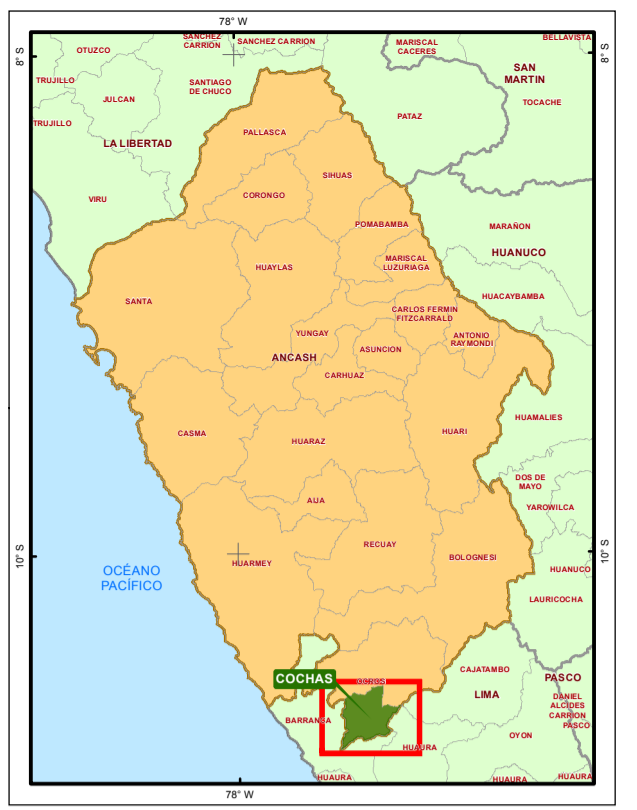 78° W
SANCHEZ
CARRIÓN
SANCHEZ CARRION
BELLAVISTA
MARISCAL
CACERES
OTUZCO
8° S
8° S
SAN
MARTIN
TRUJILLO
SANTIAGO
DE CHUCO
JULCAN
TOCACHE
PATAZ
TRUJILLO
PALLASCA
LA LIBERTAD
SIHUAS
CORONGO
VIRU
POMABAMBA
MARAÑON
HUANUCO
MARISCAL
LUZURIAGA
HUAYLAS
HUACAYBAMBA
SANTA
CARLOS FERMIN
FITZCARRALD
YUNGAY
ANTONIO
RAYMONDI
ASUNCION
ANCASH
CARHUAZ
HUAMALIES
CASMA
HUARI
HUARAZ
DOS DE
MAYO
AIJA
YAROWILCA
RECUAY
10° S
10° S
HUARMEY
BOLOGNESI
HUANUCO
OCÉANO
PACÍFICO
LAURICOCHA
CAJATAMBO
PASCO
COCHAS
OCROS
LIMA
DANIEL
ALCIDES
CARRION
PASCO
BARRANCA
OYON
HUAURA
HUAURA
HUAURA
HUAURA
78° W